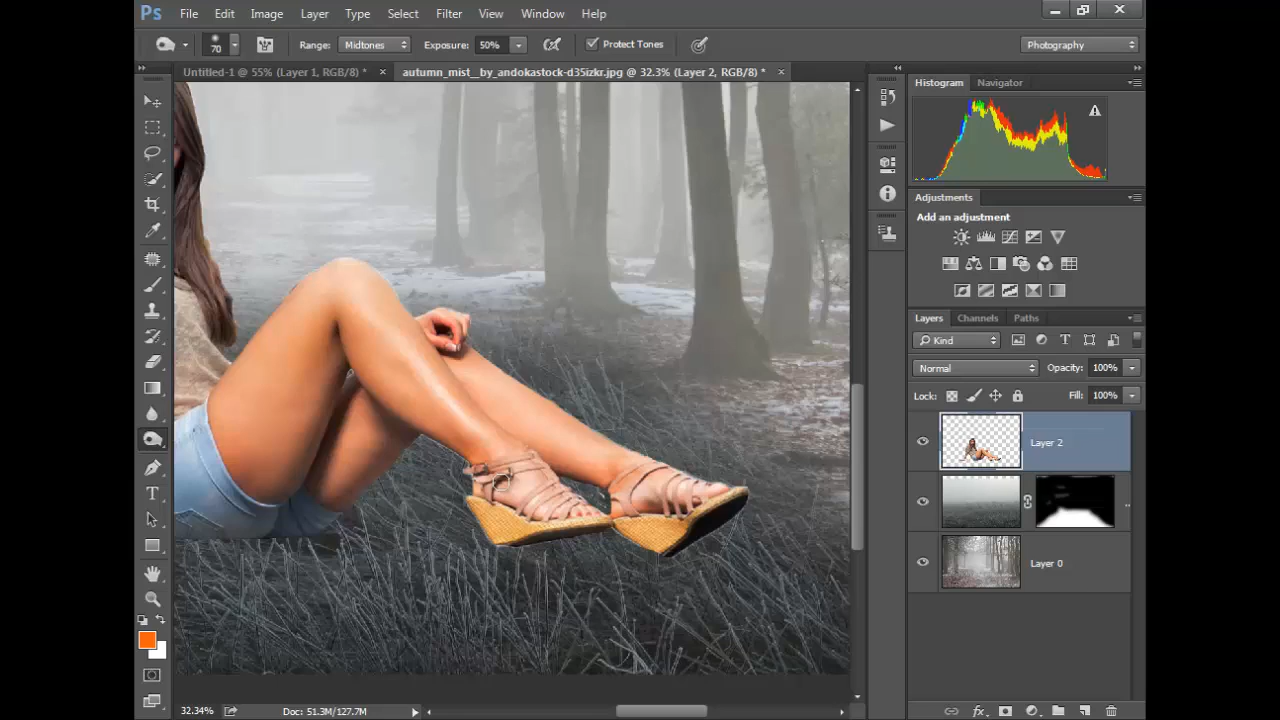 Ps File Edit Image Layer Type Select Filter View Window Help
70 Range: Midtones Exposure: 50% Protect Tones Photography
Untitled-1 @ 55% (Layer 1, RGB/8) * × autumn_mist__by_andokastock-d35izkr.jpg @ 32.3% (Layer 2, RGB/8) * ×
Histogram Navigator
Adjustments
Add an adjustment
Layers Channels Paths
Kind
Normal Opacity: 100%
Lock: Fill: 100%
Layer 2
Layer 0
32.34% Doc: 51.3M/127.7M